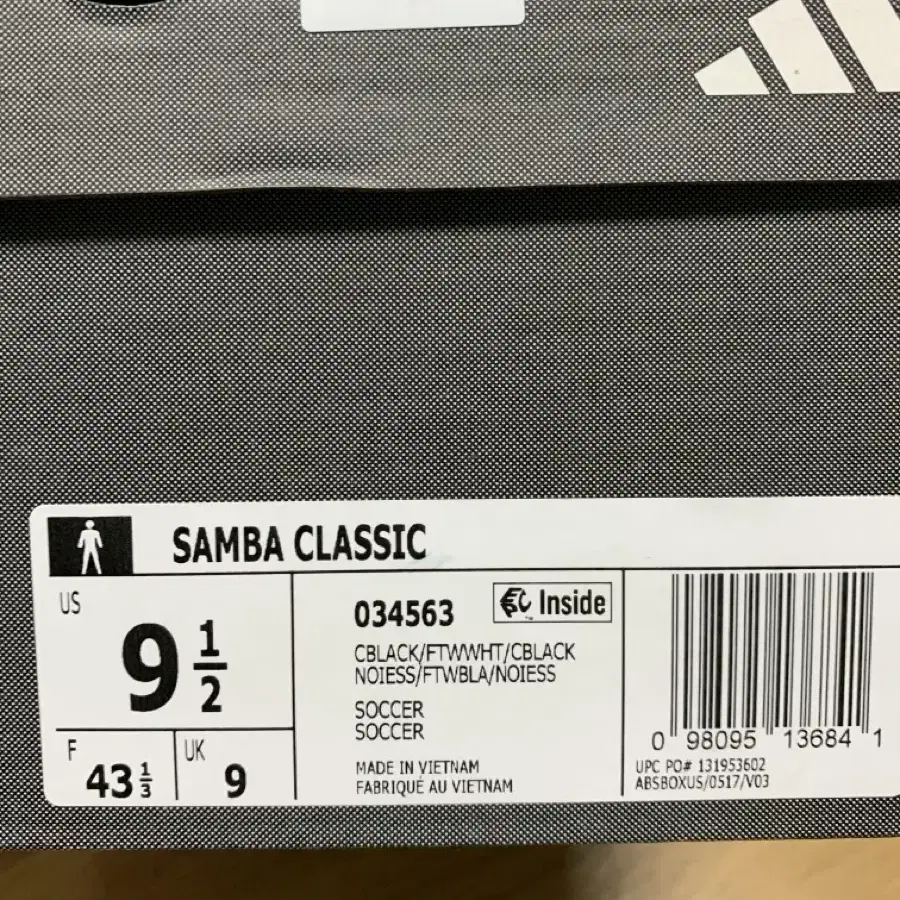 SAMBA CLASSIC
US
9 1/2
F
43 1/3
UK
9
034563
EC Inside
CBLACK/FTWWHT/CBLACK
NOIESS/FTWBLA/NOIESS
SOCCER
SOCCER
MADE IN VIETNAM
FABRIQUÉ AU VIETNAM
0 98095 13684 1
UPC PO# 131953602
ABSBOXUS/0517/V03